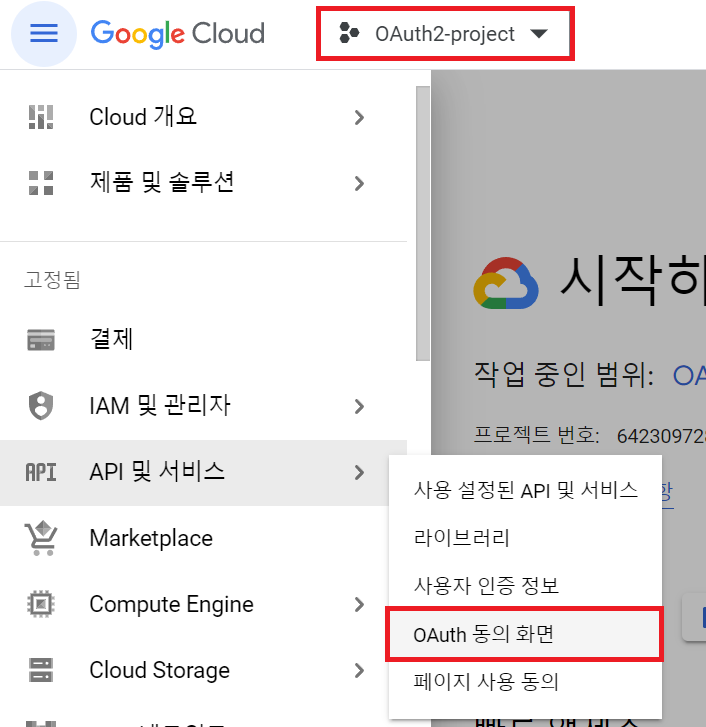 Google Cloud
OAuth2-project
Cloud 개요
제품 및 솔루션
고정됨
결제
IAM 및 관리자
API 및 서비스
Marketplace
Compute Engine
Cloud Storage
사용 설정된 API 및 서비스
라이브러리
사용자 인증 정보
OAuth 동의 화면
페이지 사용 동의
시작하
작업 중인 범위: OA
프로젝트 번호: 642309728